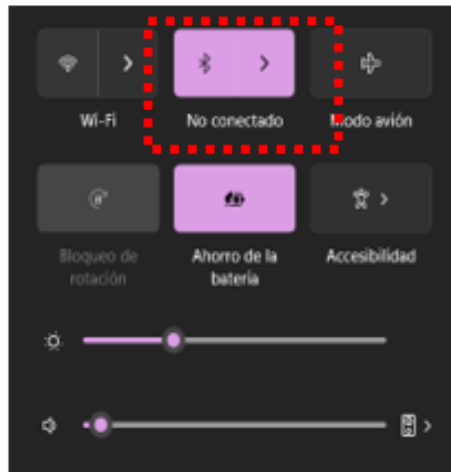 Wi-Fi
No conectado
Modo avión
Bloqueo de
rotación
Ahorro de la
batería
Accesibilidad